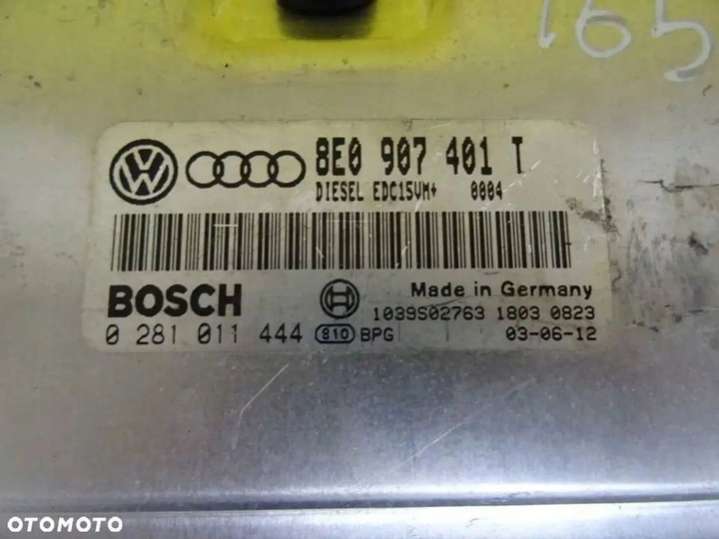 165
8E0 907 401 T
DIESEL EDC15VM+ 0004
BOSCH
Made in Germany
1039S02763 1803 0823
0 281 011 444 810 BPG 03-06-12
OTOMOTO